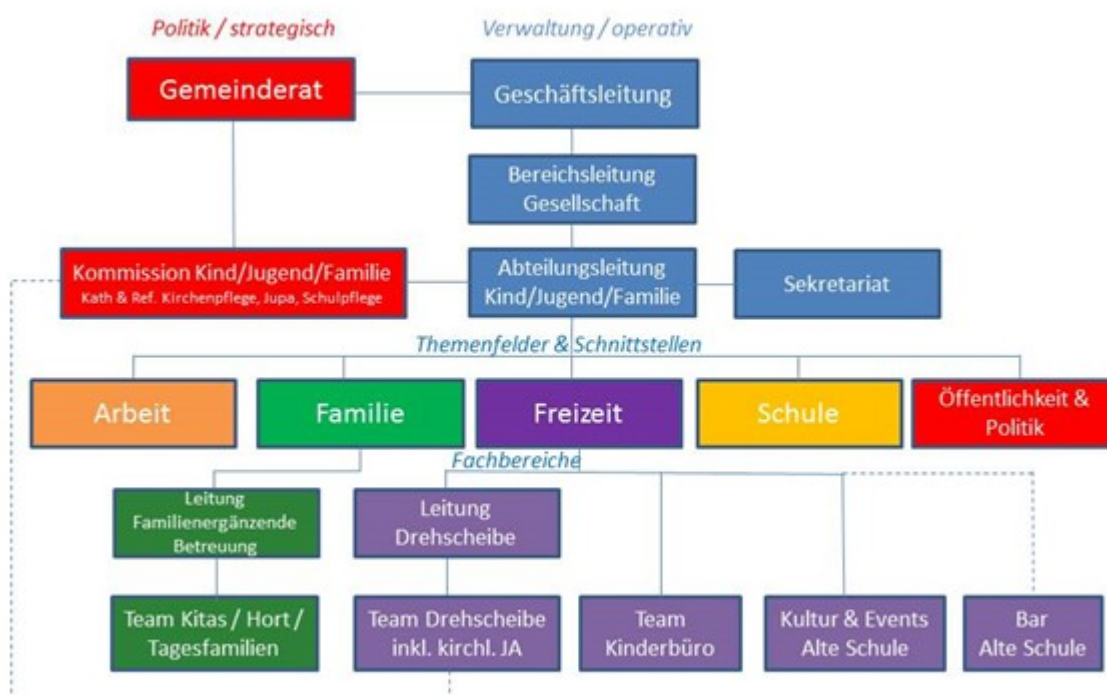 Politik / strategisch
Verwaltung / operativ
Gemeinderat
Geschäftsleitung
Bereichsleitung
Gesellschaft
Kommission Kind/Jugend/Familie
Kath & Ref. Kirchenpflege, Jupa, Schulpflege
Abteilungsleitung
Kind/Jugend/Familie
Sekretariat
Themenfelder & Schnittstellen
Arbeit
Familie
Freizeit
Schule
Öffentlichkeit &
Politik
Fachbereiche
Leitung
Familienergänzende
Betreuung
Leitung
Drehscheibe
Team Kitas / Hort /
Tagesfamilien
Team Drehscheibe
inkl. kirchl. JA
Team
Kinderbüro
Kultur & Events
Alte Schule
Bar
Alte Schule